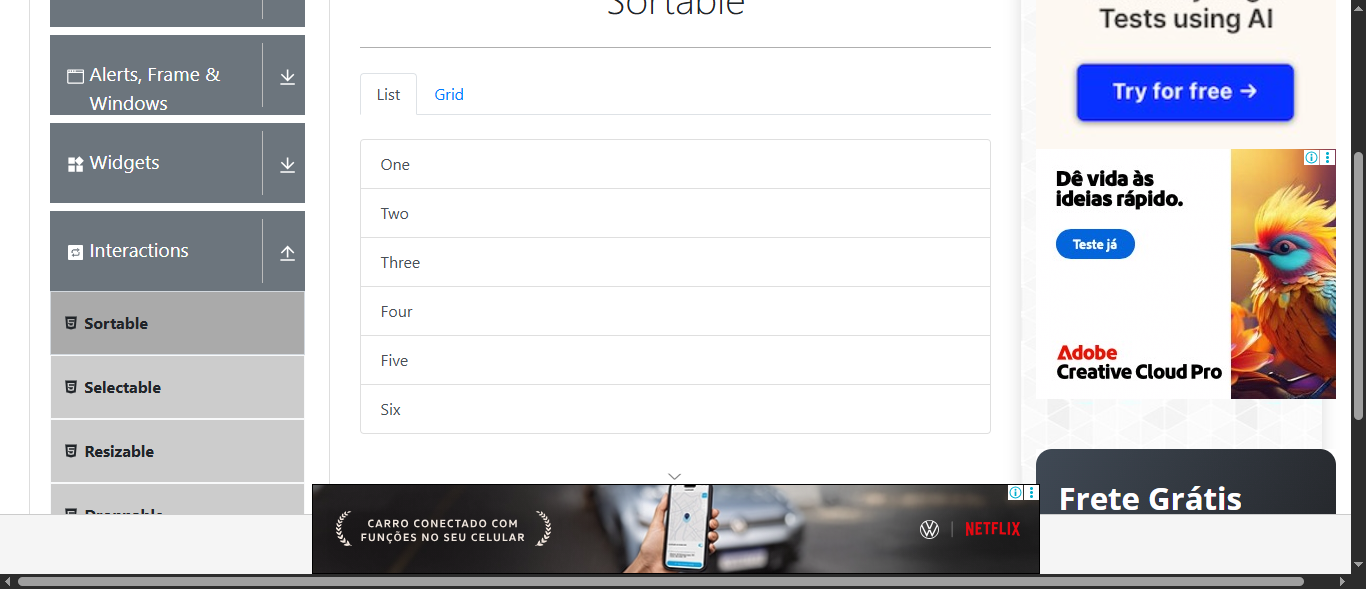 Sortable
Alerts, Frame &
Windows
Widgets
Interactions
Sortable
Selectable
Resizable
Droppable
List
Grid
One
Two
Three
Four
Five
Six
Tests using AI
Try for free →
Dê vida às
ideias rápido.
Teste já
Adobe
Creative Cloud Pro
Frete Grátis
CARRO CONECTADO COM
FUNÇÕES NO SEU CELULAR
NETFLIX